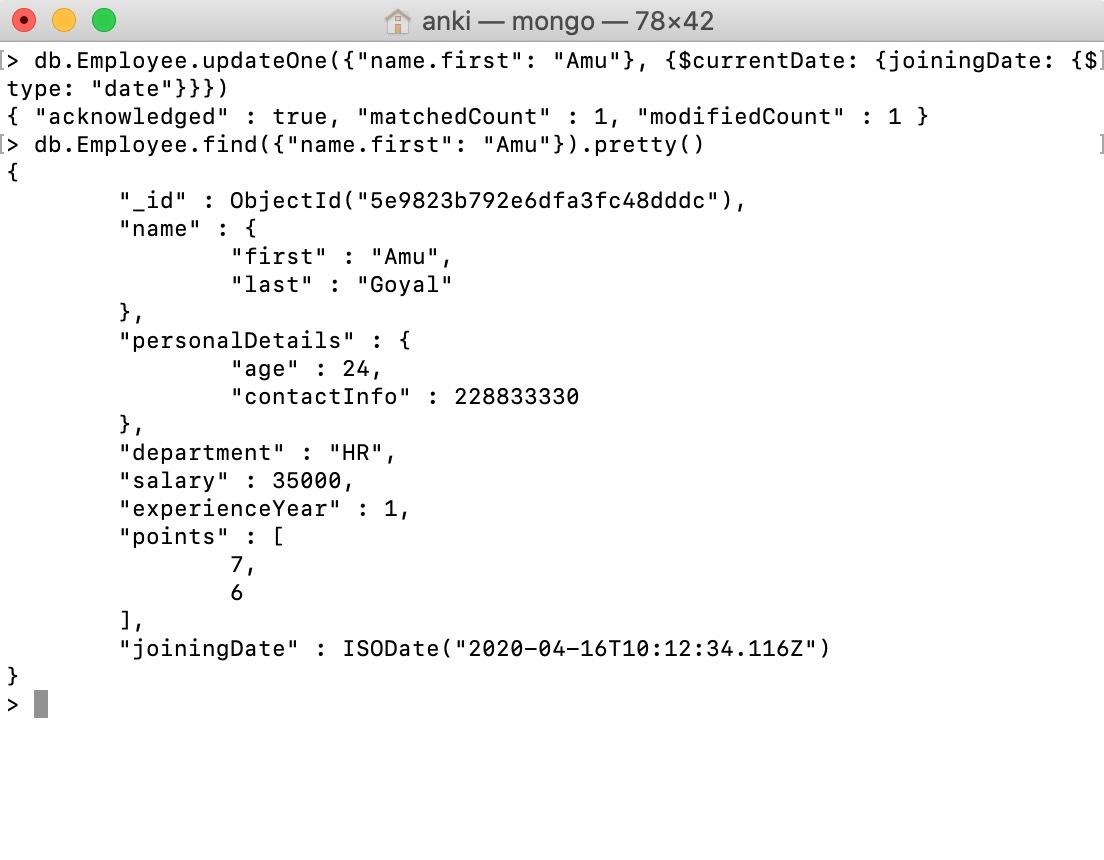 anki — mongo — 78×42
[> db.Employee.updateOne({"name.first": "Amu"}, {$currentDate: {joiningDate: {$]
type: "date"}}})
{ "acknowledged" : true, "matchedCount" : 1, "modifiedCount" : 1 }
[> db.Employee.find({"name.first": "Amu"}).pretty() ]
{
        "_id" : ObjectId("5e9823b792e6dfa3fc48dddc"),
        "name" : {
                "first" : "Amu",
                "last" : "Goyal"
        },
        "personalDetails" : {
                "age" : 24,
                "contactInfo" : 228833330
        },
        "department" : "HR",
        "salary" : 35000,
        "experienceYear" : 1,
        "points" : [
                7,
                6
        ],
        "joiningDate" : ISODate("2020-04-16T10:12:34.116Z")
}
>